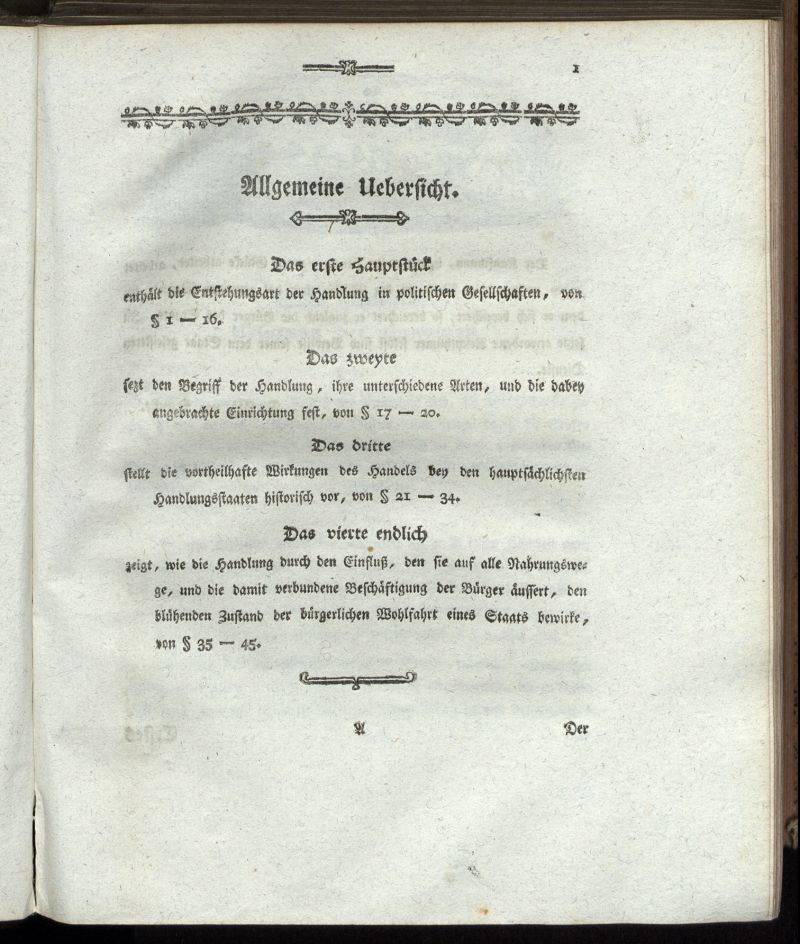 1
Allgemeine Uebersicht.
Das erste Hauptstück
enthält die Entstehungsart der Handlung in politischen Gesellschaften, von
§ 1 — 16.
Das zweyte
sezt den Begriff der Handlung, ihre unterschiedene Arten, und die dabey
angebrachte Einrichtung fest, von § 17 — 20.
Das dritte
stellt die vortheilhafte Wirkungen des Handels bey den hauptsächlichsten
Handlungsstaaten historisch vor, von § 21 — 34.
Das vierte endlich
zeigt, wie die Handlung durch den Einfluß, den sie auf alle Nahrungswe-
ge, und die damit verbundene Beschäftigung der Bürger äussert, den
blühenden Zustand der bürgerlichen Wohlfahrt eines Staats bewirke,
von § 35 — 45.
A Der